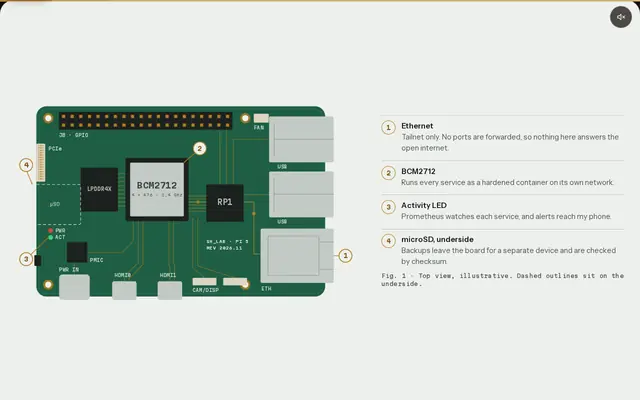 J8 · GPIO
FAN
PCIe
4
2
USB
LPDDR4X
BCM2712
4 × A76 · 2.4 GHz
RP1
µSD
USB
PWR
ACT
SH_LAB · PI 5
REV 2026.11
3
PMIC
1
PWR IN
HDMI0
HDMI1
CAM/DISP
ETH
1
Ethernet
Tailnet only. No ports are forwarded, so nothing here answers the
open internet.
2
BCM2712
Runs every service as a hardened container on its own network.
3
Activity LED
Prometheus watches each service, and alerts reach my phone.
4
microSD, underside
Backups leave the board for a separate device and are checked
by checksum.
Fig. 1 · Top view, illustrative. Dashed outlines sit on the
underside.